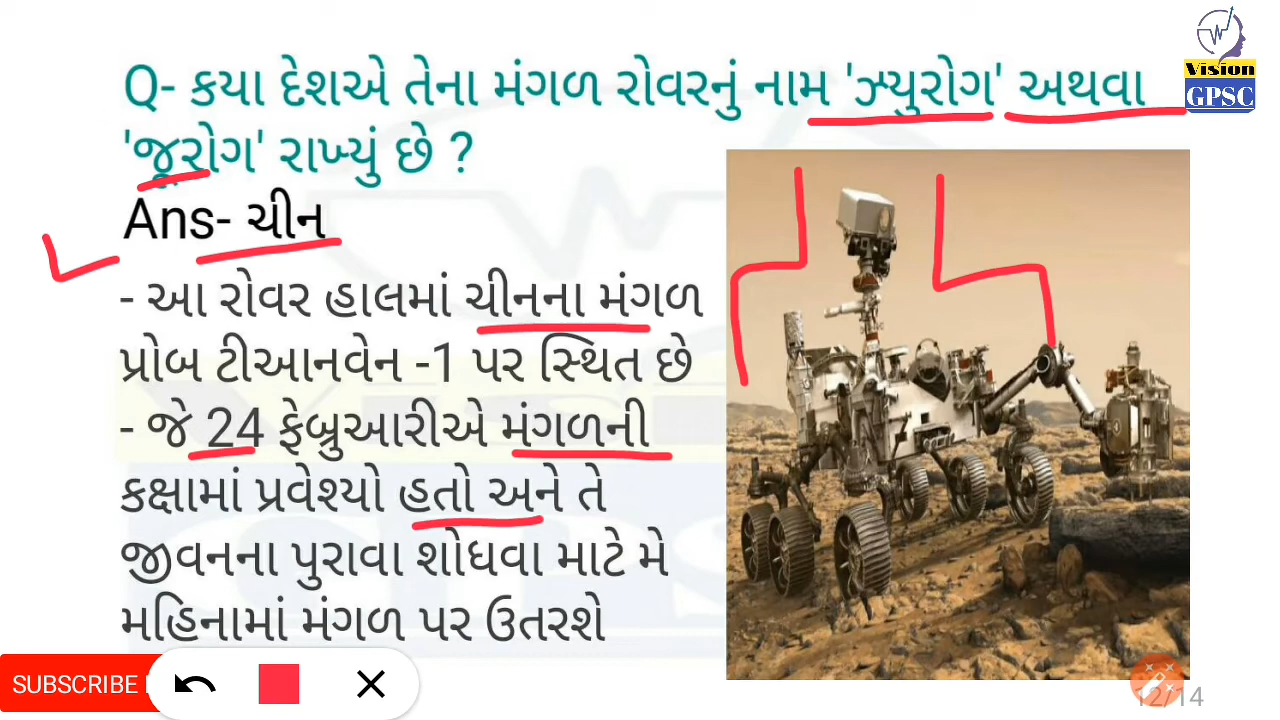 Q- કયા દેશએ તેના મંગળ રોવરનું નામ 'ઝ્યુરોગ' અથવા
'જૂરોગ' રાખ્યું છે ?
Ans- ચીન
- આ રોવર હાલમાં ચીનના મંગળ
પ્રોબ ટીઆનવેન -1 પર સ્થિત છે
- જે 24 ફેબ્રુઆરીએ મંગળની
કક્ષામાં પ્રવેશ્યો હતો અને તે
જીવનના પુરાવા શોધવા માટે મે
મહિનામાં મંગળ પર ઉતરશે
Vision
GPSC
SUBSCRIBE
12/14